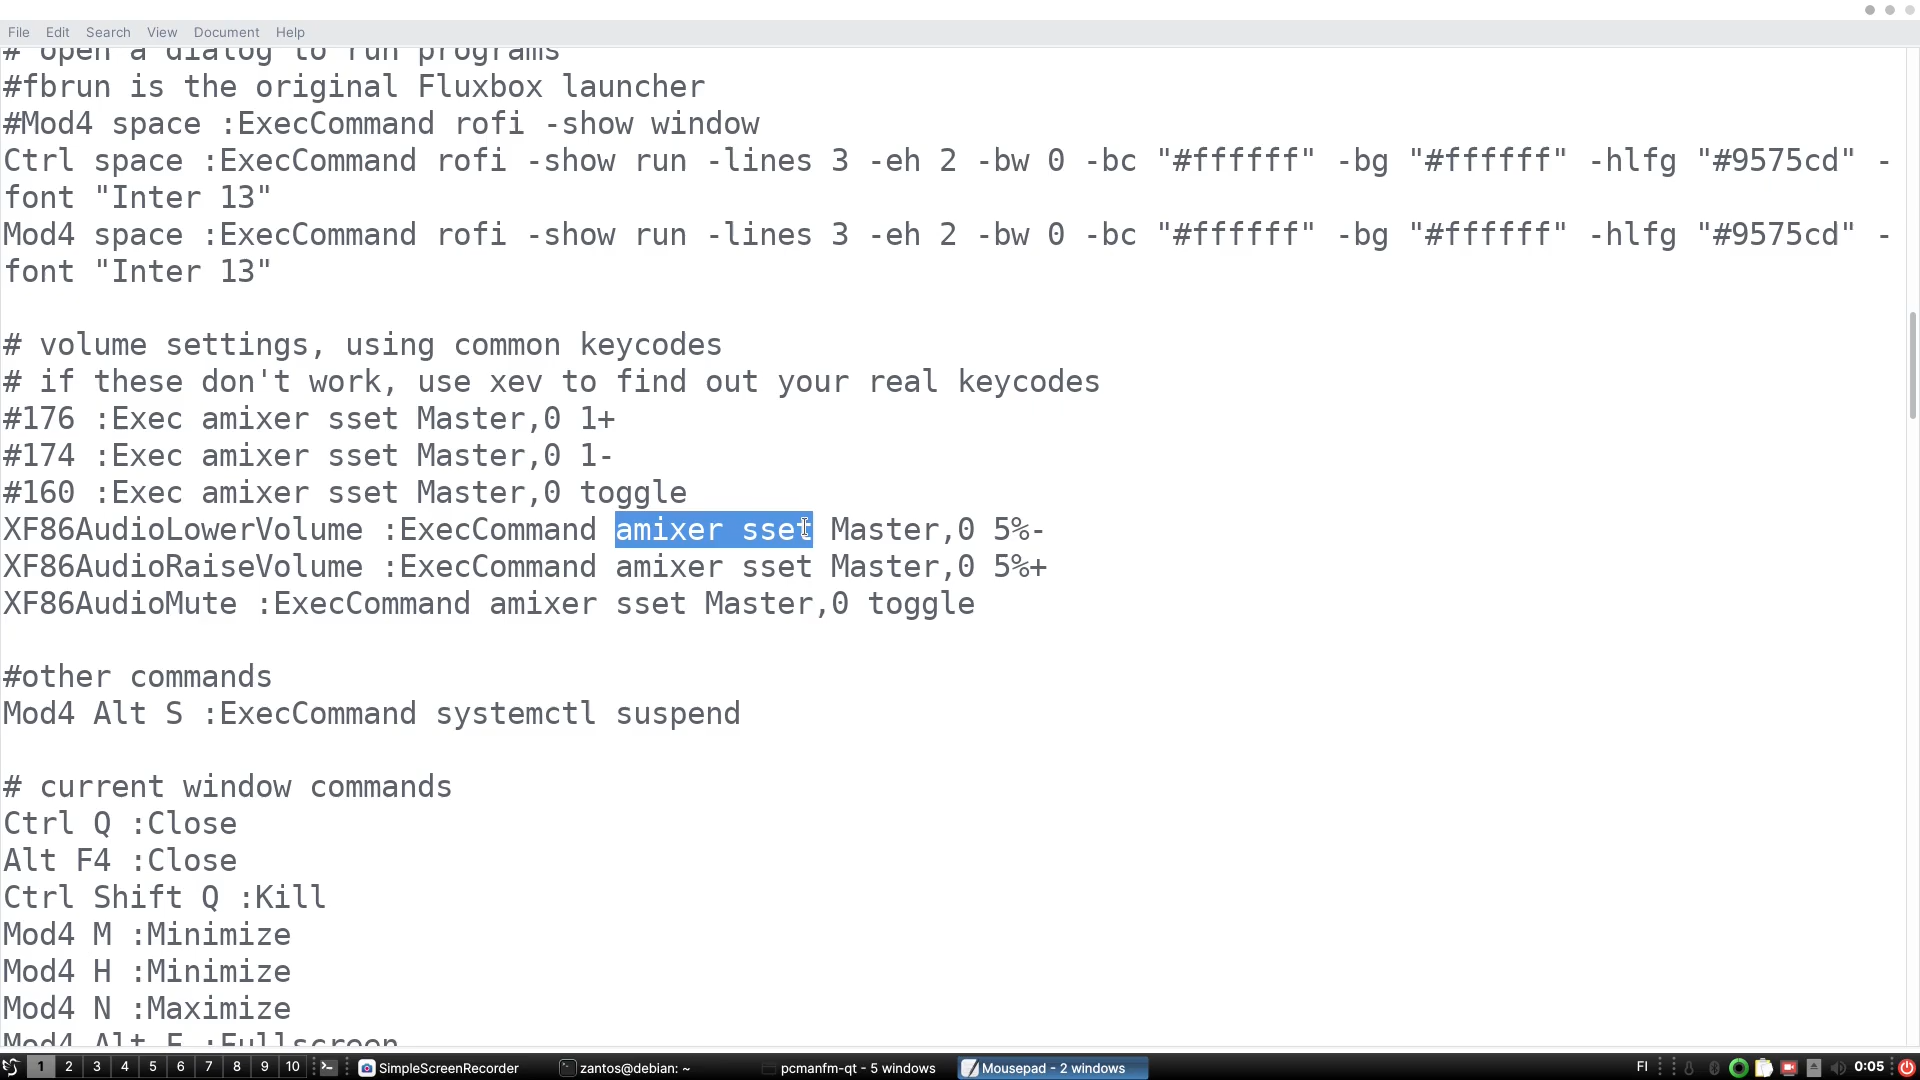 File Edit Search View Document Help
# open a dialog to run programs
#fbrun is the original Fluxbox launcher
#Mod4 space :ExecCommand rofi -show window
Ctrl space :ExecCommand rofi -show run -lines 3 -eh 2 -bw 0 -bc "#ffffff" -bg "#ffffff" -hlfg "#9575cd" -
font "Inter 13"
Mod4 space :ExecCommand rofi -show run -lines 3 -eh 2 -bw 0 -bc "#ffffff" -bg "#ffffff" -hlfg "#9575cd" -
font "Inter 13"
# volume settings, using common keycodes
# if these don't work, use xev to find out your real keycodes
#176 :Exec amixer sset Master,0 1+
#174 :Exec amixer sset Master,0 1-
#160 :Exec amixer sset Master,0 toggle
XF86AudioLowerVolume :ExecCommand amixer sset Master,0 5%-
XF86AudioRaiseVolume :ExecCommand amixer sset Master,0 5%+
XF86AudioMute :ExecCommand amixer sset Master,0 toggle
#other commands
Mod4 Alt S :ExecCommand systemctl suspend
# current window commands
Ctrl Q :Close
Alt F4 :Close
Ctrl Shift Q :Kill
Mod4 M :Minimize
Mod4 H :Minimize
Mod4 N :Maximize
Mod4 Alt F :Fullscreen
1 2 3 4 5 6 7 8 9 10 SimpleScreenRecorder zantos@debian: ~ pcmanfm-qt - 5 windows Mousepad - 2 windows FI 0:05